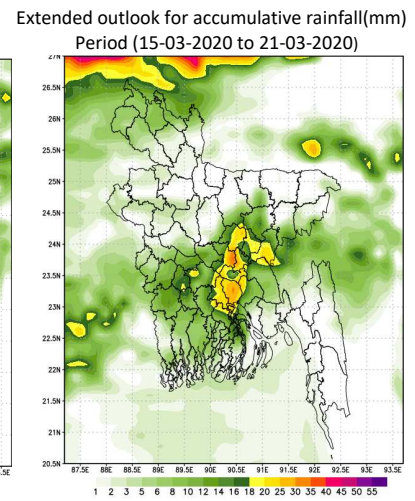 Extended outlook for accumulative rainfall(mm)
Period (15-03-2020 to 21-03-2020)
27N
26.5N
26N
25.5N
25N
24.5N
24N
23.5N
23N
22.5N
22N
21.5N
21N
20.5N
.5E 87.5E 88E 88.5E 89E 89.5E 90E 90.5E 91E 91.5E 92E 92.5E 93E 93.5E
1 2 3 5 6 8 10 12 14 16 18 20 25 30 35 40 45 50 55